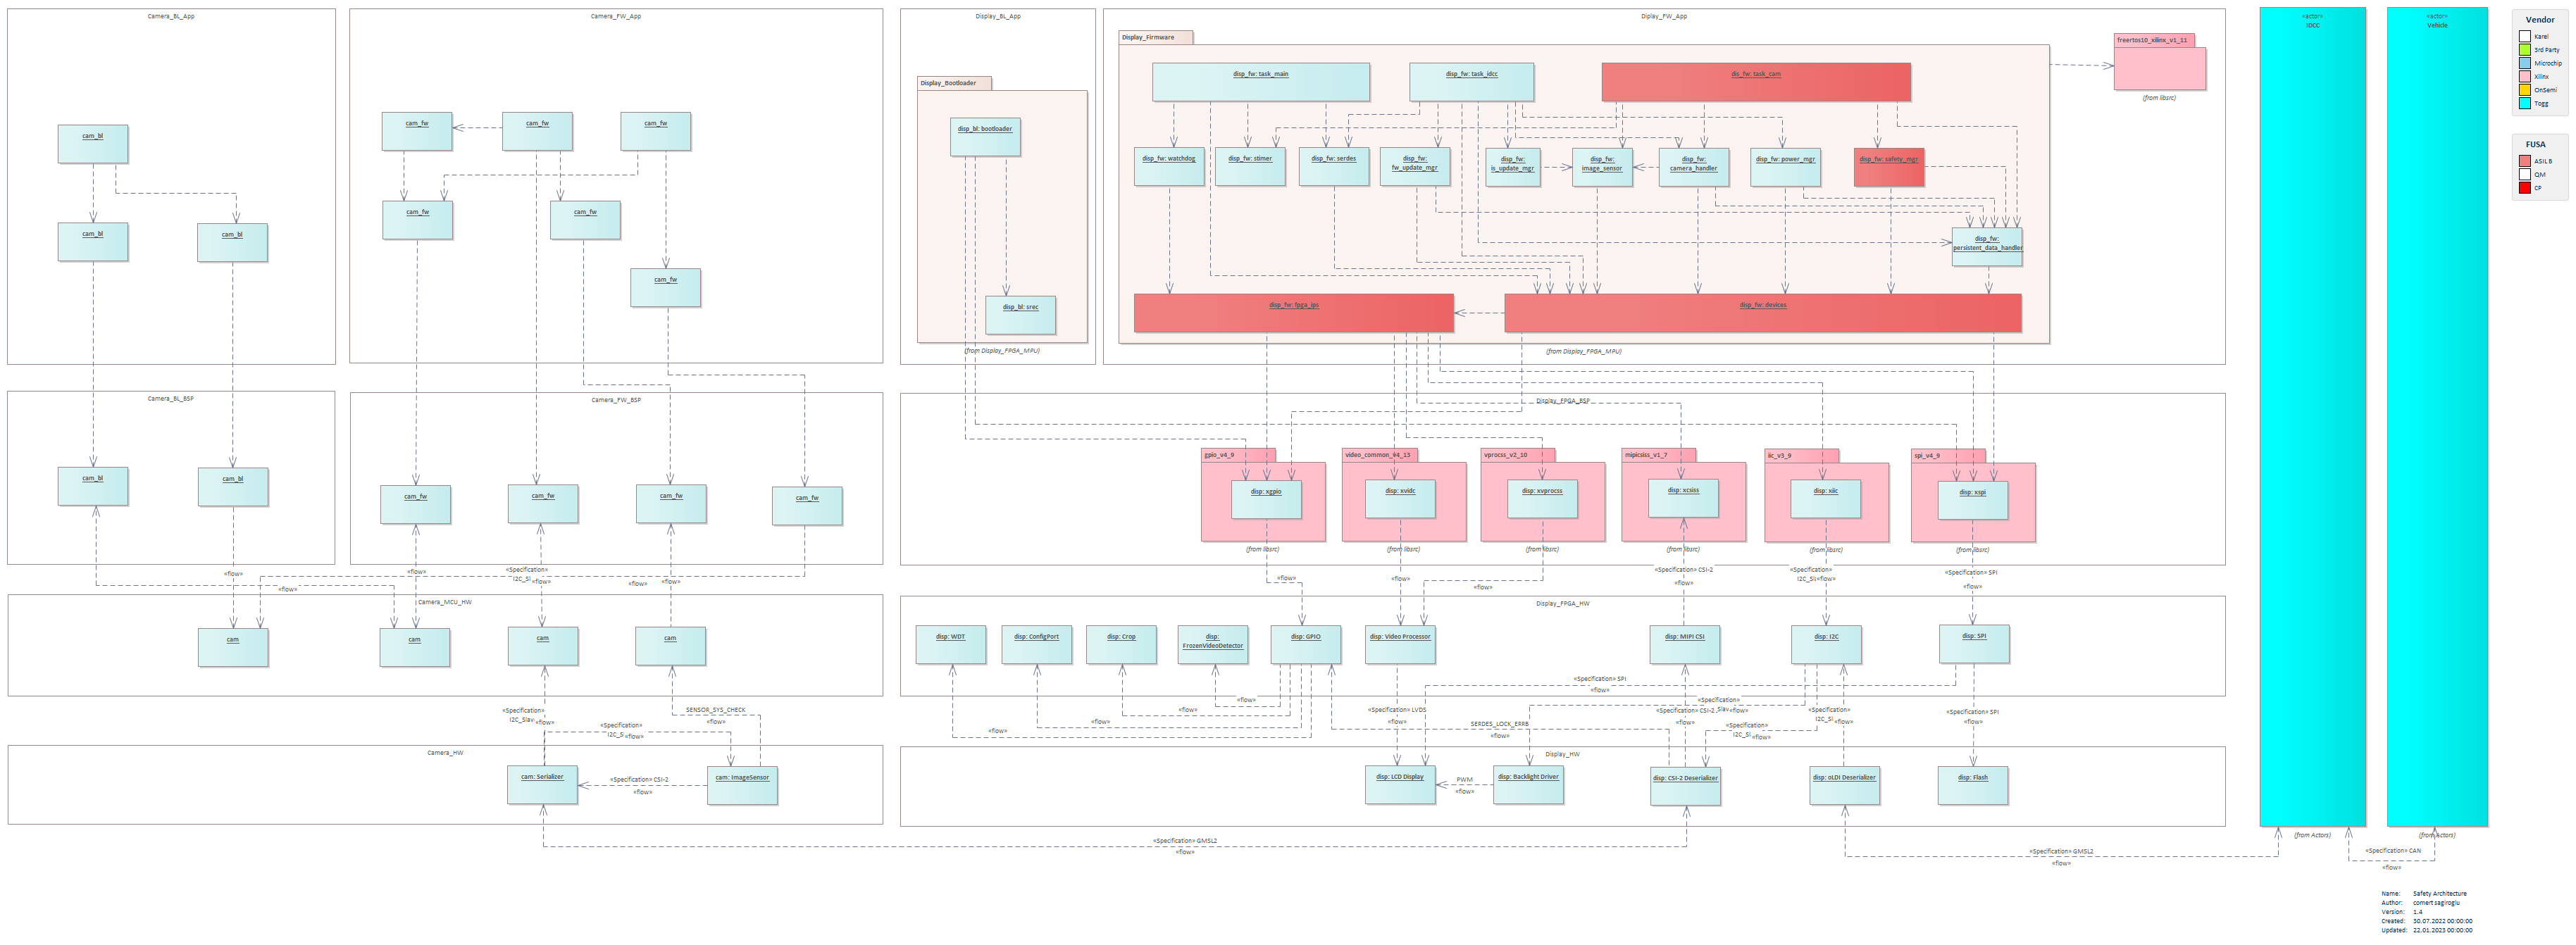 Camera_BL_App
cam_bl
cam_bl
cam_bl
Camera_FW_App
cam_fw
cam_fw
cam_fw
cam_fw
cam_fw
cam_fw
Display_BL_App
Display_Bootloader
disp_bl: bootloader
disp_bl: srec
(from Display_FPGA_MPU)
Diplay_FW_App
Display_Firmware
disp_fw: task_main
disp_fw: task_idcc
dis_fw: task_cam
disp_fw: watchdog
disp_fw: stimer
disp_fw: serdes
disp_fw:
fw_update_mgr
disp_fw:
is_update_mgr
disp_fw:
image_sensor
disp_fw:
camera_handler
disp_fw: power_mgr
disp_fw: safety_mgr
disp_fw:
persistent_data_handler
disp_fw: fpga_ips
disp_fw: devices
(from Display_FPGA_MPU)
freertos10_xilinx_v1_11
(from libsrc)
«actor»
IDCC
(from Actors)
«actor»
Vehicle
(from Actors)
Vendor
Karel
3rd Party
Microchip
Xilinx
OnSemi
Togg
FUSA
ASIL B
QM
CP
Camera_BL_BSP
cam_bl
cam_bl
Camera_FW_BSP
cam_fw
cam_fw
cam_fw
cam_fw
Display_FPGA_BSP
gpio_v4_9
disp: xgpio
(from libsrc)
video_common_v4_13
disp: xvidc
(from libsrc)
vprocss_v2_10
disp: xvprocss
(from libsrc)
mipicsiss_v1_7
disp: xcsiss
(from libsrc)
iic_v3_9
disp: xiic
(from libsrc)
spi_v4_9
disp: xspi
(from libsrc)
«flow»
«flow»
«flow»
«Specification»
I2C_Sl
«flow»
«flow»
«flow»
«flow»
«flow»
«flow»
«Specification» CSI-2
«flow»
«Specification»
I2C_Sl
«flow»
«Specification» SPI
«flow»
Camera_MCU_HW
cam
cam
cam
cam
Display_FPGA_HW
disp: WDT
disp: ConfigPort
disp: Crop
disp:
FrozenVideoDetector
disp: GPIO
disp: Video Processor
disp: MIPI CSI
disp: I2C
disp: SPI
«Specification»
I2C_Slav
«flow»
«Specification»
I2C_S
«flow»
SENSOR_SYS_CHECK
«flow»
«flow»
«flow»
«flow»
«flow»
«Specification» SPI
«flow»
«Specification» LVDS
«flow»
SERDES_LOCK_ERRB
«flow»
«Specification»
«Specification» CSI-2
«flow»
«flow»
«Specification»
I2C_Sl
«flow»
«Specification»
I2C_Sl
«flow»
«Specification» SPI
«flow»
Camera_HW
cam: Serializer
«Specification» CSI-2
«flow»
cam: ImageSensor
Display_HW
disp: LCD Display
PWM
«flow»
disp: Backlight Driver
disp: CSI-2 Deserializer
disp: oLDI Deserializer
disp: Flash
«Specification» GMSL2
«flow»
«Specification» GMSL2
«flow»
«Specification» CAN
«flow»
Name: Safety Architecture
Author: comert sagiroglu
Version: 1.4
Created: 30.07.2022 00:00:00
Updated: 22.01.2023 00:00:00